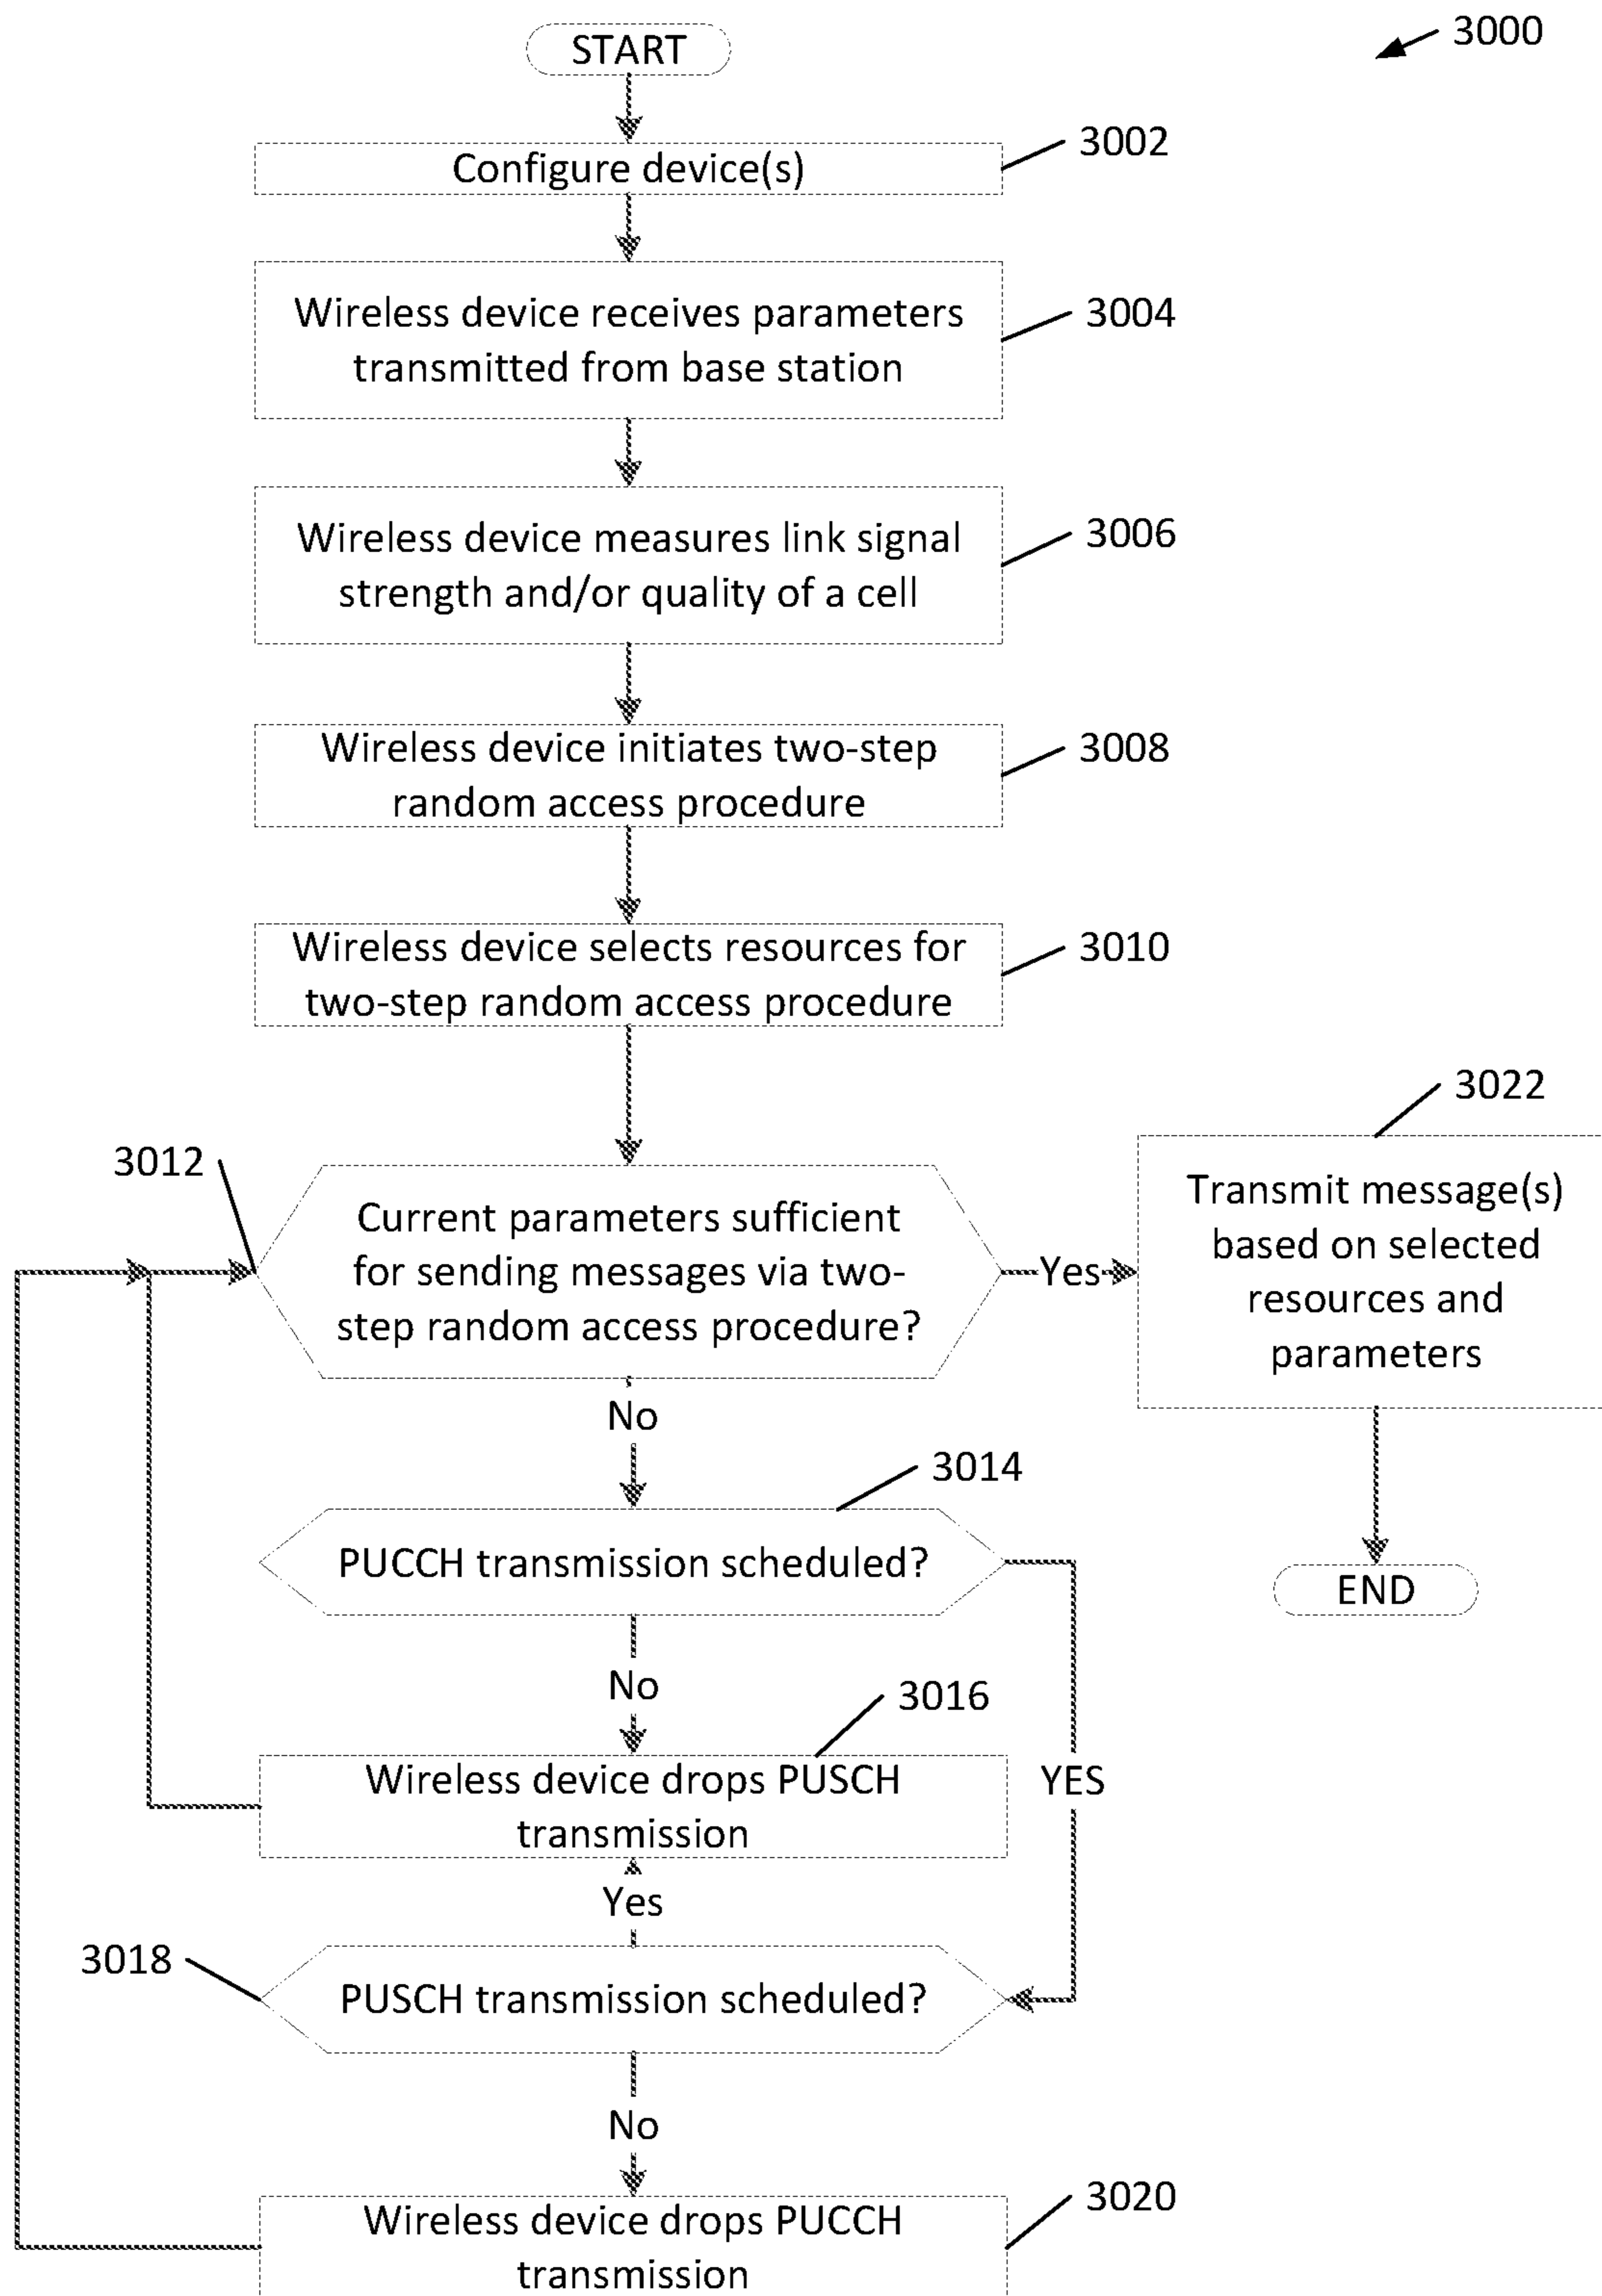 START
3000
3002
Configure device(s)
Wireless device receives parameters
transmitted from base station
3004
Wireless device measures link signal
strength and/or quality of a cell
3006
Wireless device initiates two-step
random access procedure
3008
Wireless device selects resources for
two-step random access procedure
3010
3022
3012
Current parameters sufficient
for sending messages via two-
step random access procedure?
Yes
Transmit message(s)
based on selected
resources and
parameters
No
3014
PUCCH transmission scheduled?
END
No
3016
Wireless device drops PUSCH
transmission
YES
Yes
3018
PUSCH transmission scheduled?
No
3020
Wireless device drops PUCCH
transmission